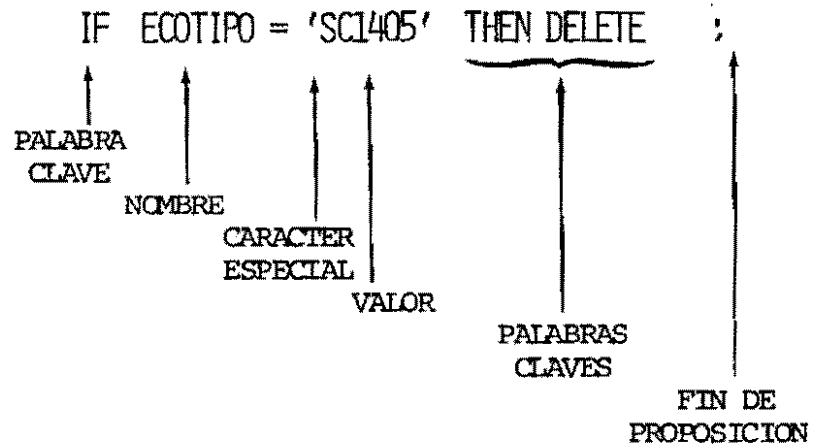 IF ECOTIPO = 'SC1405' THEN DELETE ;
PALABRA
CLAVE
NOMBRE
CARACTER
ESPECIAL
VALOR
PALABRAS
CLAVES
FIN DE
PROPOSICION